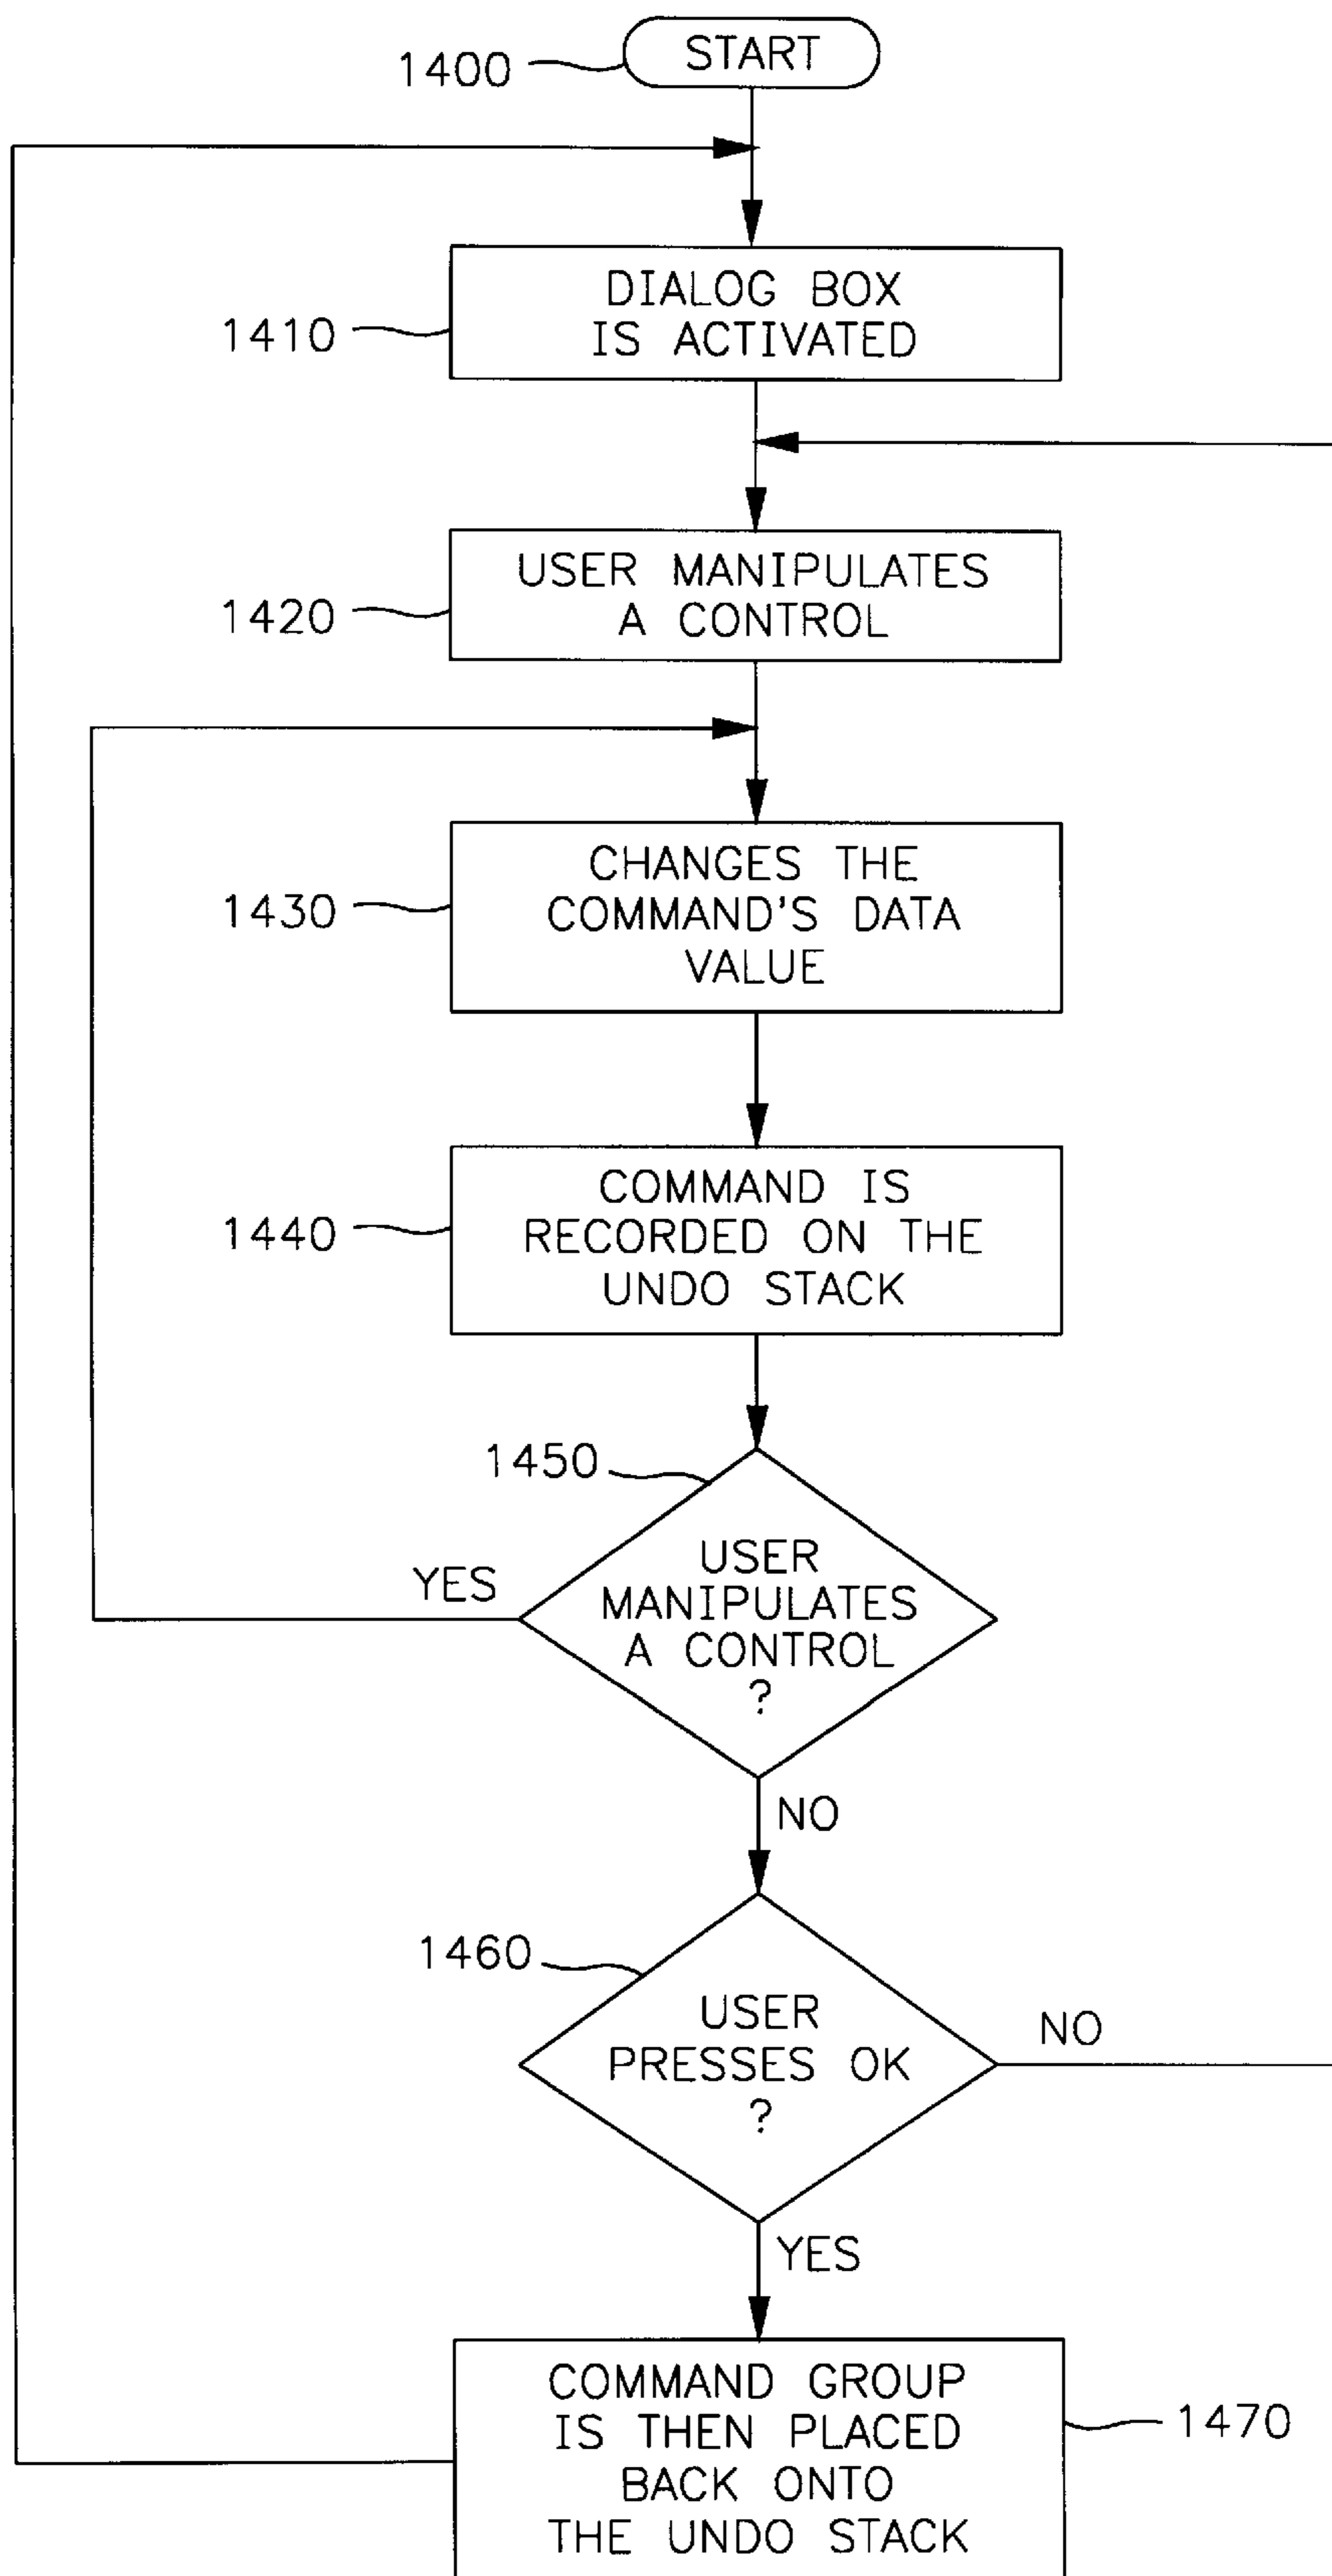 START
1400
DIALOG BOX
IS ACTIVATED
1410
USER MANIPULATES
A CONTROL
1420
CHANGES THE
COMMAND'S DATA
VALUE
1430
COMMAND IS
RECORDED ON THE
UNDO STACK
1440
1450
USER
MANIPULATES
A CONTROL
?
YES
NO
1460
USER
PRESSES OK
?
NO
YES
COMMAND GROUP
IS THEN PLACED
BACK ONTO
THE UNDO STACK
1470